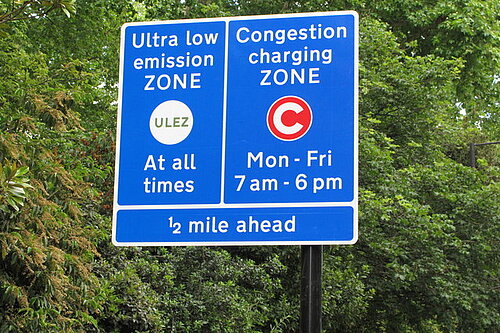 Ultra low
emission
ZONE
ULEZ
At all
times
Congestion
charging
ZONE
C
Mon - Fri
7 am - 6 pm
½ mile ahead